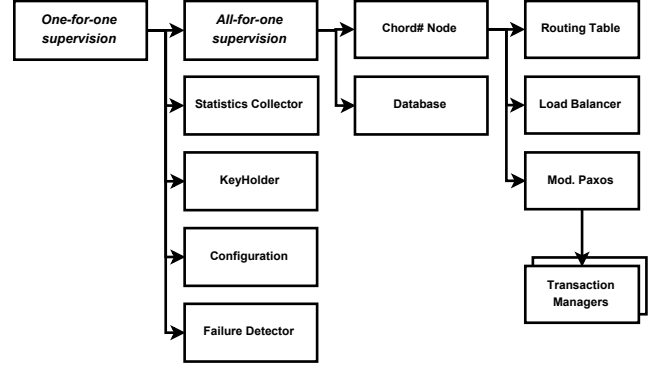 One-for-one
supervision
All-for-one
supervision
Chord# Node
Routing Table
Statistics Collector
Database
Load Balancer
KeyHolder
Mod. Paxos
Configuration
Transaction
Managers
Failure Detector